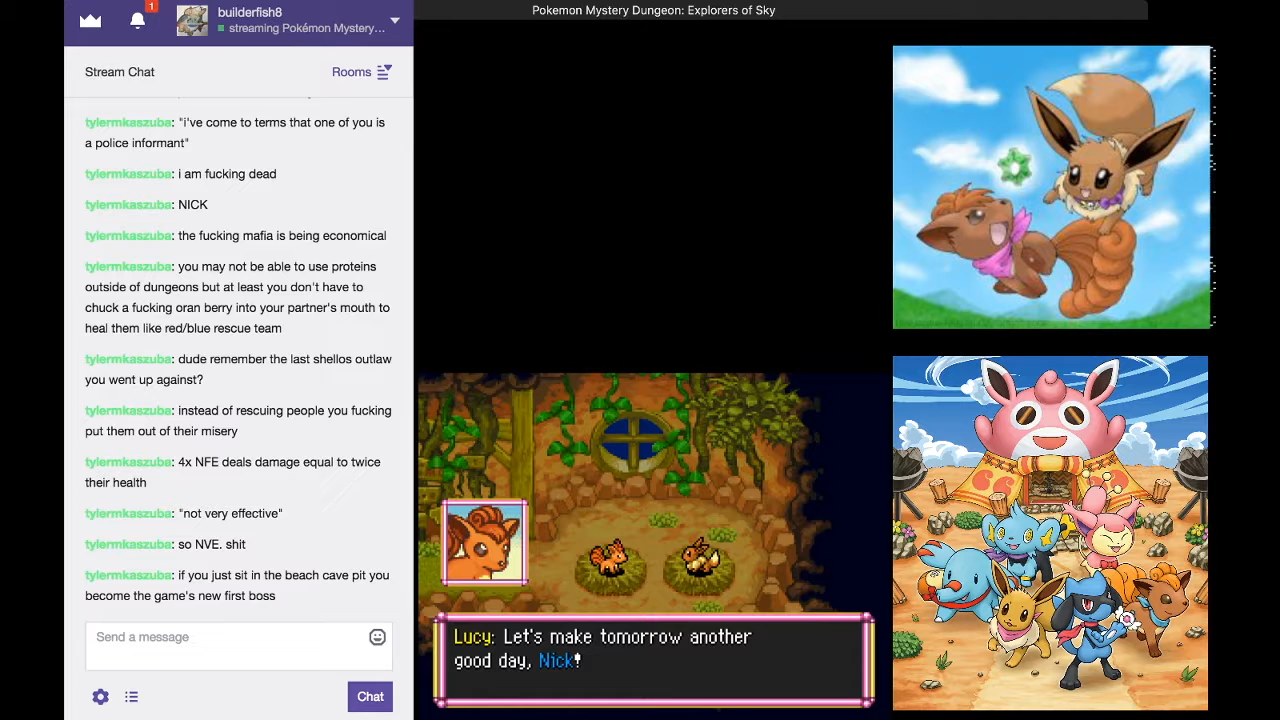 Pokemon Mystery Dungeon: Explorers of Sky
1
builderfish8
streaming Pokémon Mystery…
Stream Chat
Rooms
tylermkaszuba: "i've come to terms that one of you is
a police informant"
tylermkaszuba: i am fucking dead
tylermkaszuba: NICK
tylermkaszuba: the fucking mafia is being economical
tylermkaszuba: you may not be able to use proteins
outside of dungeons but at least you don't have to
chuck a fucking oran berry into your partner's mouth to
heal them like red/blue rescue team
tylermkaszuba: dude remember the last shellos outlaw
you went up against?
tylermkaszuba: instead of rescuing people you fucking
put them out of their misery
tylermkaszuba: 4x NFE deals damage equal to twice
their health
tylermkaszuba: "not very effective"
tylermkaszuba: so NVE. shit
tylermkaszuba: if you just sit in the beach cave pit you
become the game's new first boss
Send a message
Chat
Lucy: Let's make tomorrow another
good day, Nick!